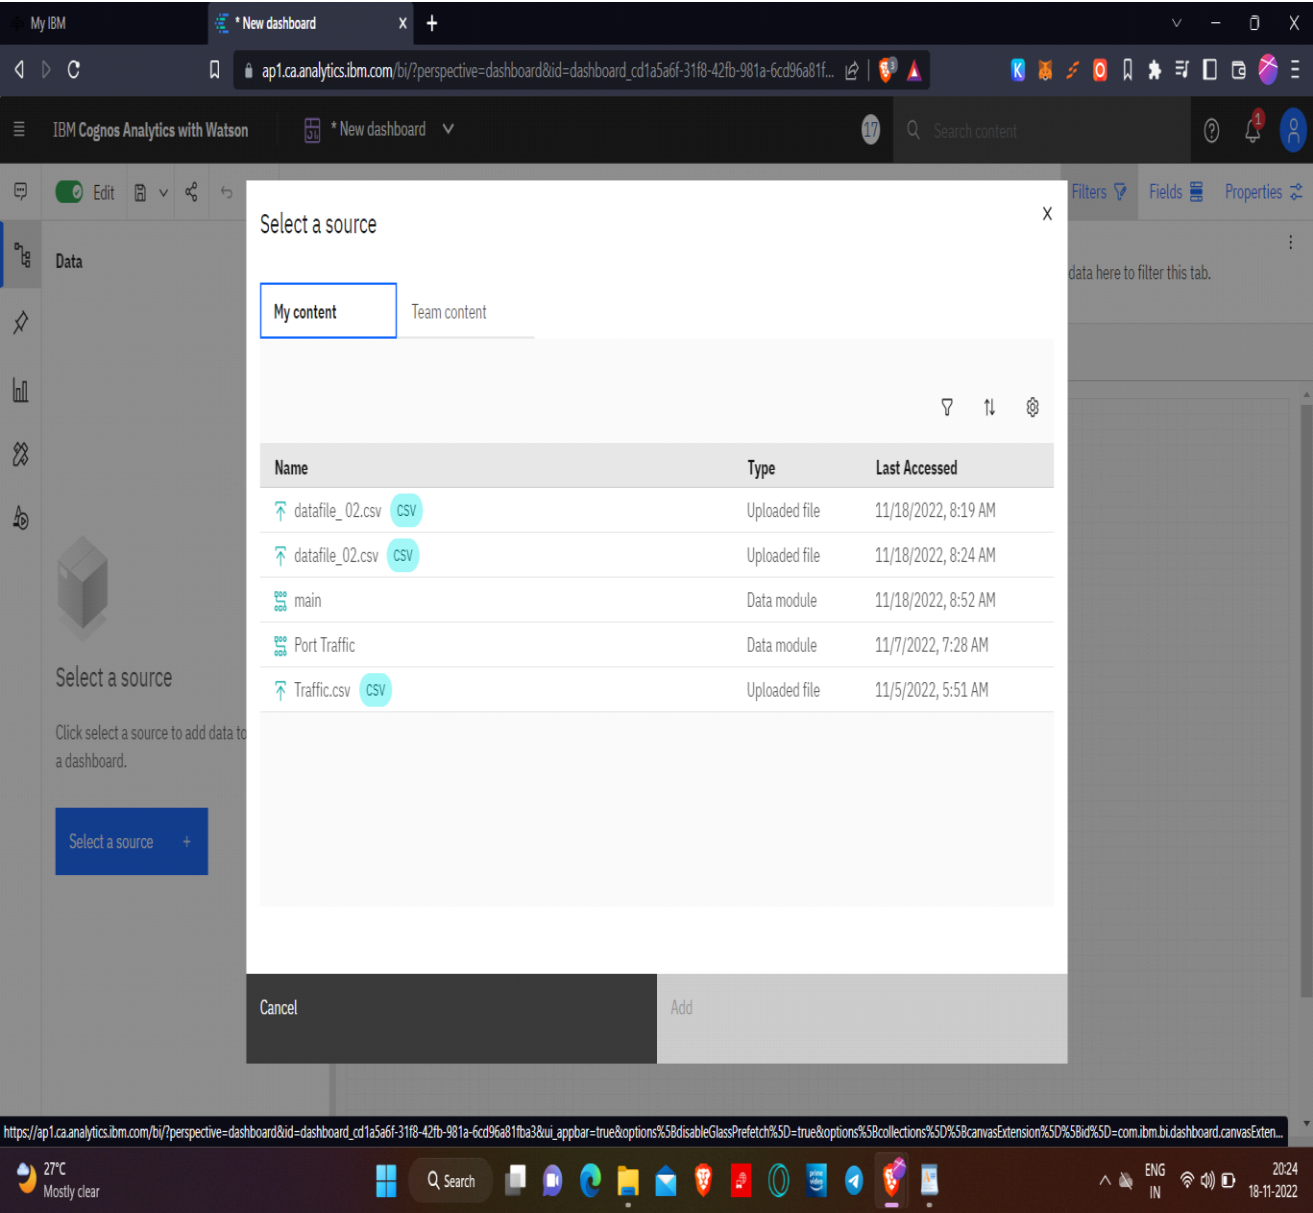 My IBM
* New dashboard
ap1.ca.analytics.ibm.com/bi/?perspective=dashboard&id=dashboard_cd1a5a6f-31f8-42fb-981a-6cd96a81f...
IBM Cognos Analytics with Watson
* New dashboard
17
Search content
1
Edit
Filters
Fields
Properties
Data
data here to filter this tab.
Select a source
My content
Team content
Name Type Last Accessed
datafile_ 02.csv CSV Uploaded file 11/18/2022, 8:19 AM
datafile_02.csv CSV Uploaded file 11/18/2022, 8:24 AM
main Data module 11/18/2022, 8:52 AM
Port Traffic Data module 11/7/2022, 7:28 AM
Traffic.csv CSV Uploaded file 11/5/2022, 5:51 AM
Select a source
Click select a source to add data to
a dashboard.
Select a source +
Cancel
Add
https://ap1.ca.analytics.ibm.com/bi/?perspective=dashboard&id=dashboard_cd1a5a6f-31f8-42fb-981a-6cd96a81fba3&ui_appbar=true&options%5BdisableGlassPrefetch%5D=true&options%5Bcollections%5D%5BcanvasExtension%5D%5Bid%5D=com.ibm.bi.dashboard.canvasExten...
27°C
Mostly clear
Search
ENG
IN
20:24
18-11-2022